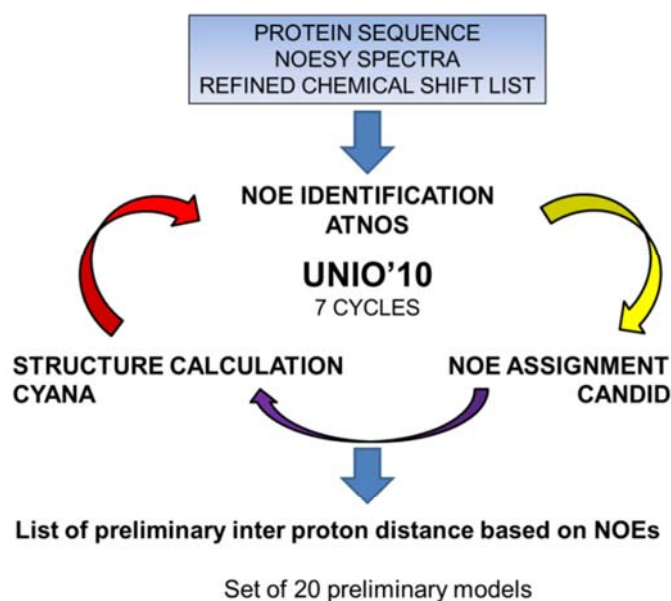 PROTEIN SEQUENCE
NOESY SPECTRA
REFINED CHEMICAL SHIFT LIST
NOE IDENTIFICATION
ATNOS
UNIO’10
7 CYCLES
STRUCTURE CALCULATION
CYANA
NOE ASSIGNMENT
CANDID
List of preliminary inter proton distance based on NOEs
Set of 20 preliminary models